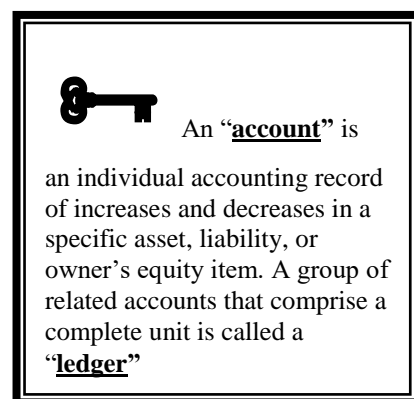 An “account” is
an individual accounting record
of increases and decreases in a
specific asset, liability, or
owner’s equity item. A group of
related accounts that comprise a
complete unit is called a
“ledger”